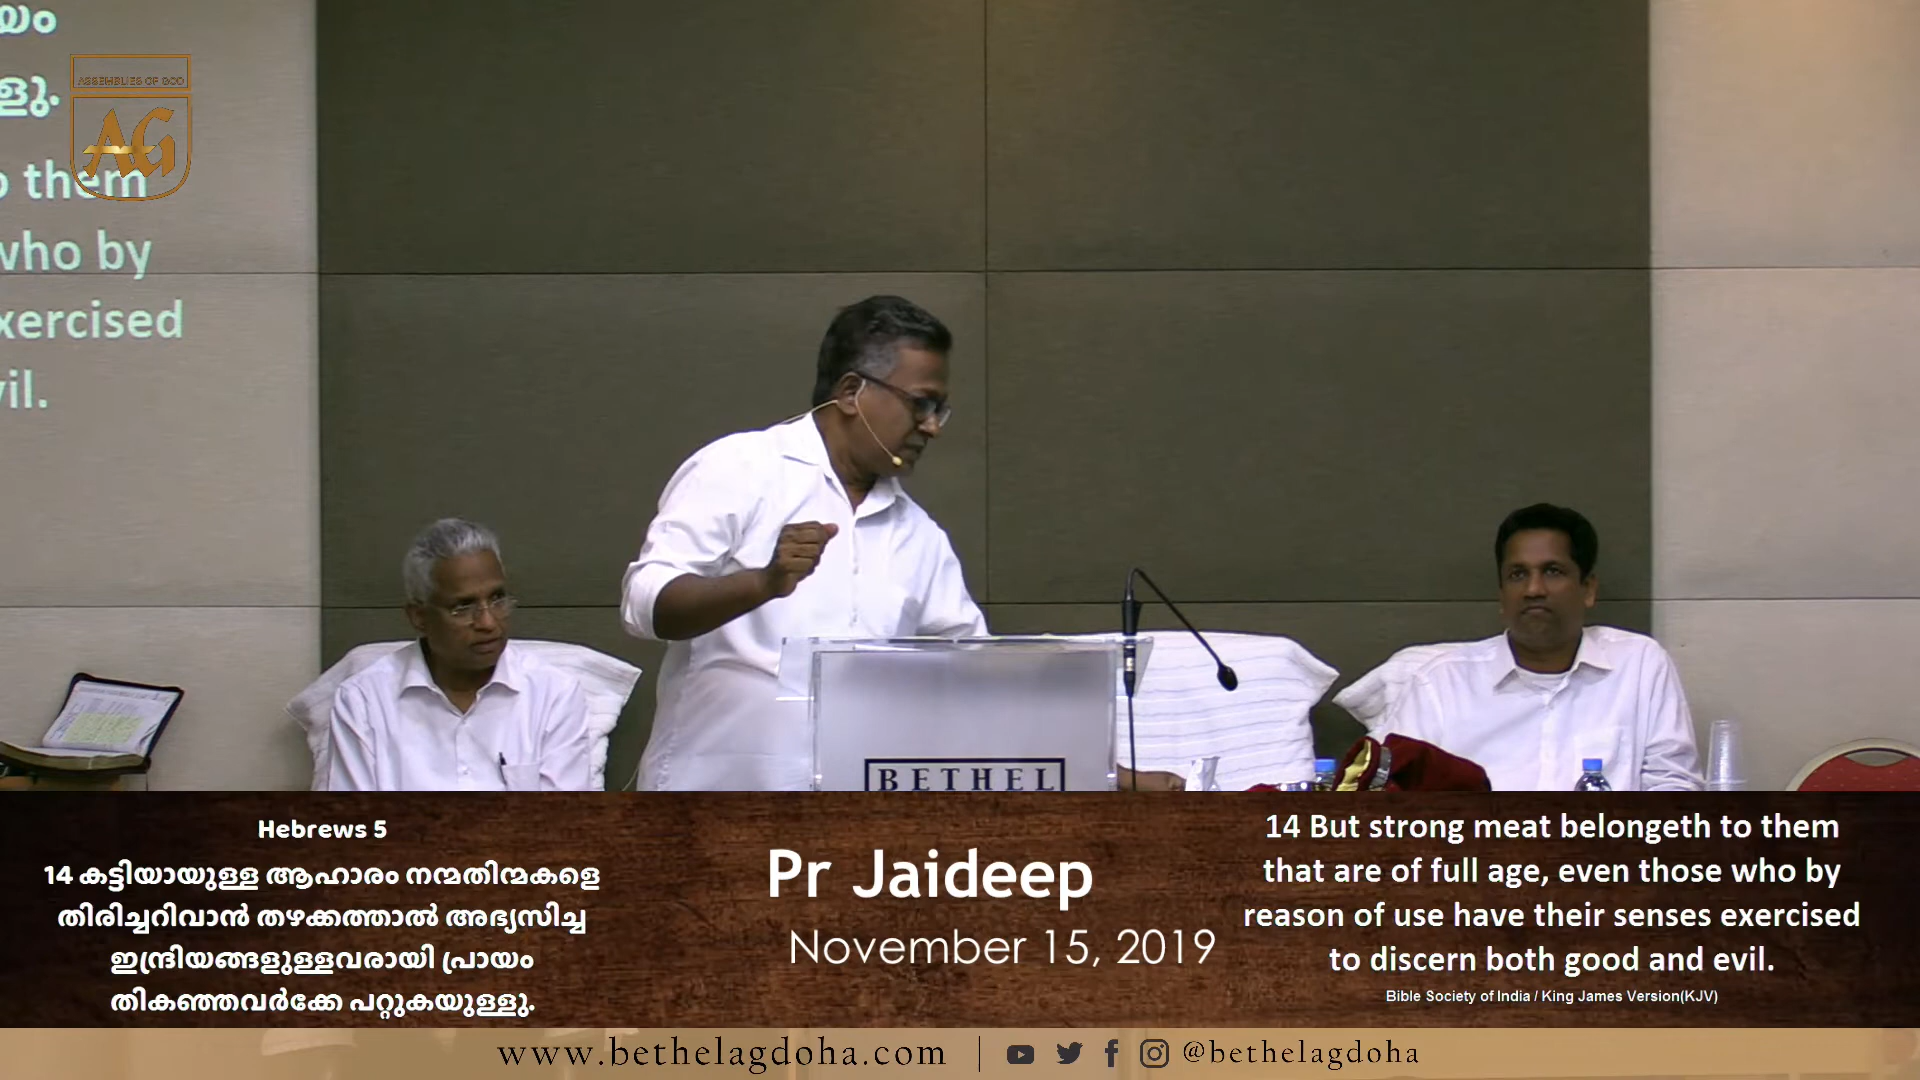 യം
ളു.
them
who by
exercised
ASSEMBLIES OF GOD
AG
BETHEL
Hebrews 5
14 കട്ടിയായുള്ള ആഹാരം നന്മതിന്മകളെ
തിരിച്ചറിവാൻ തഴക്കത്താൽ അഭ്യസിച്ച
ഇന്ദ്രിയങ്ങളുള്ളവരായി പ്രായം
തികഞ്ഞവർക്കേ പറ്റുകയുള്ളു.
Pr Jaideep
November 15, 2019
14 But strong meat belongeth to them
that are of full age, even those who by
reason of use have their senses exercised
to discern both good and evil.
Bible Society of India / King James Version(KJV)
www.bethelagdoha.com
@bethelagdoha